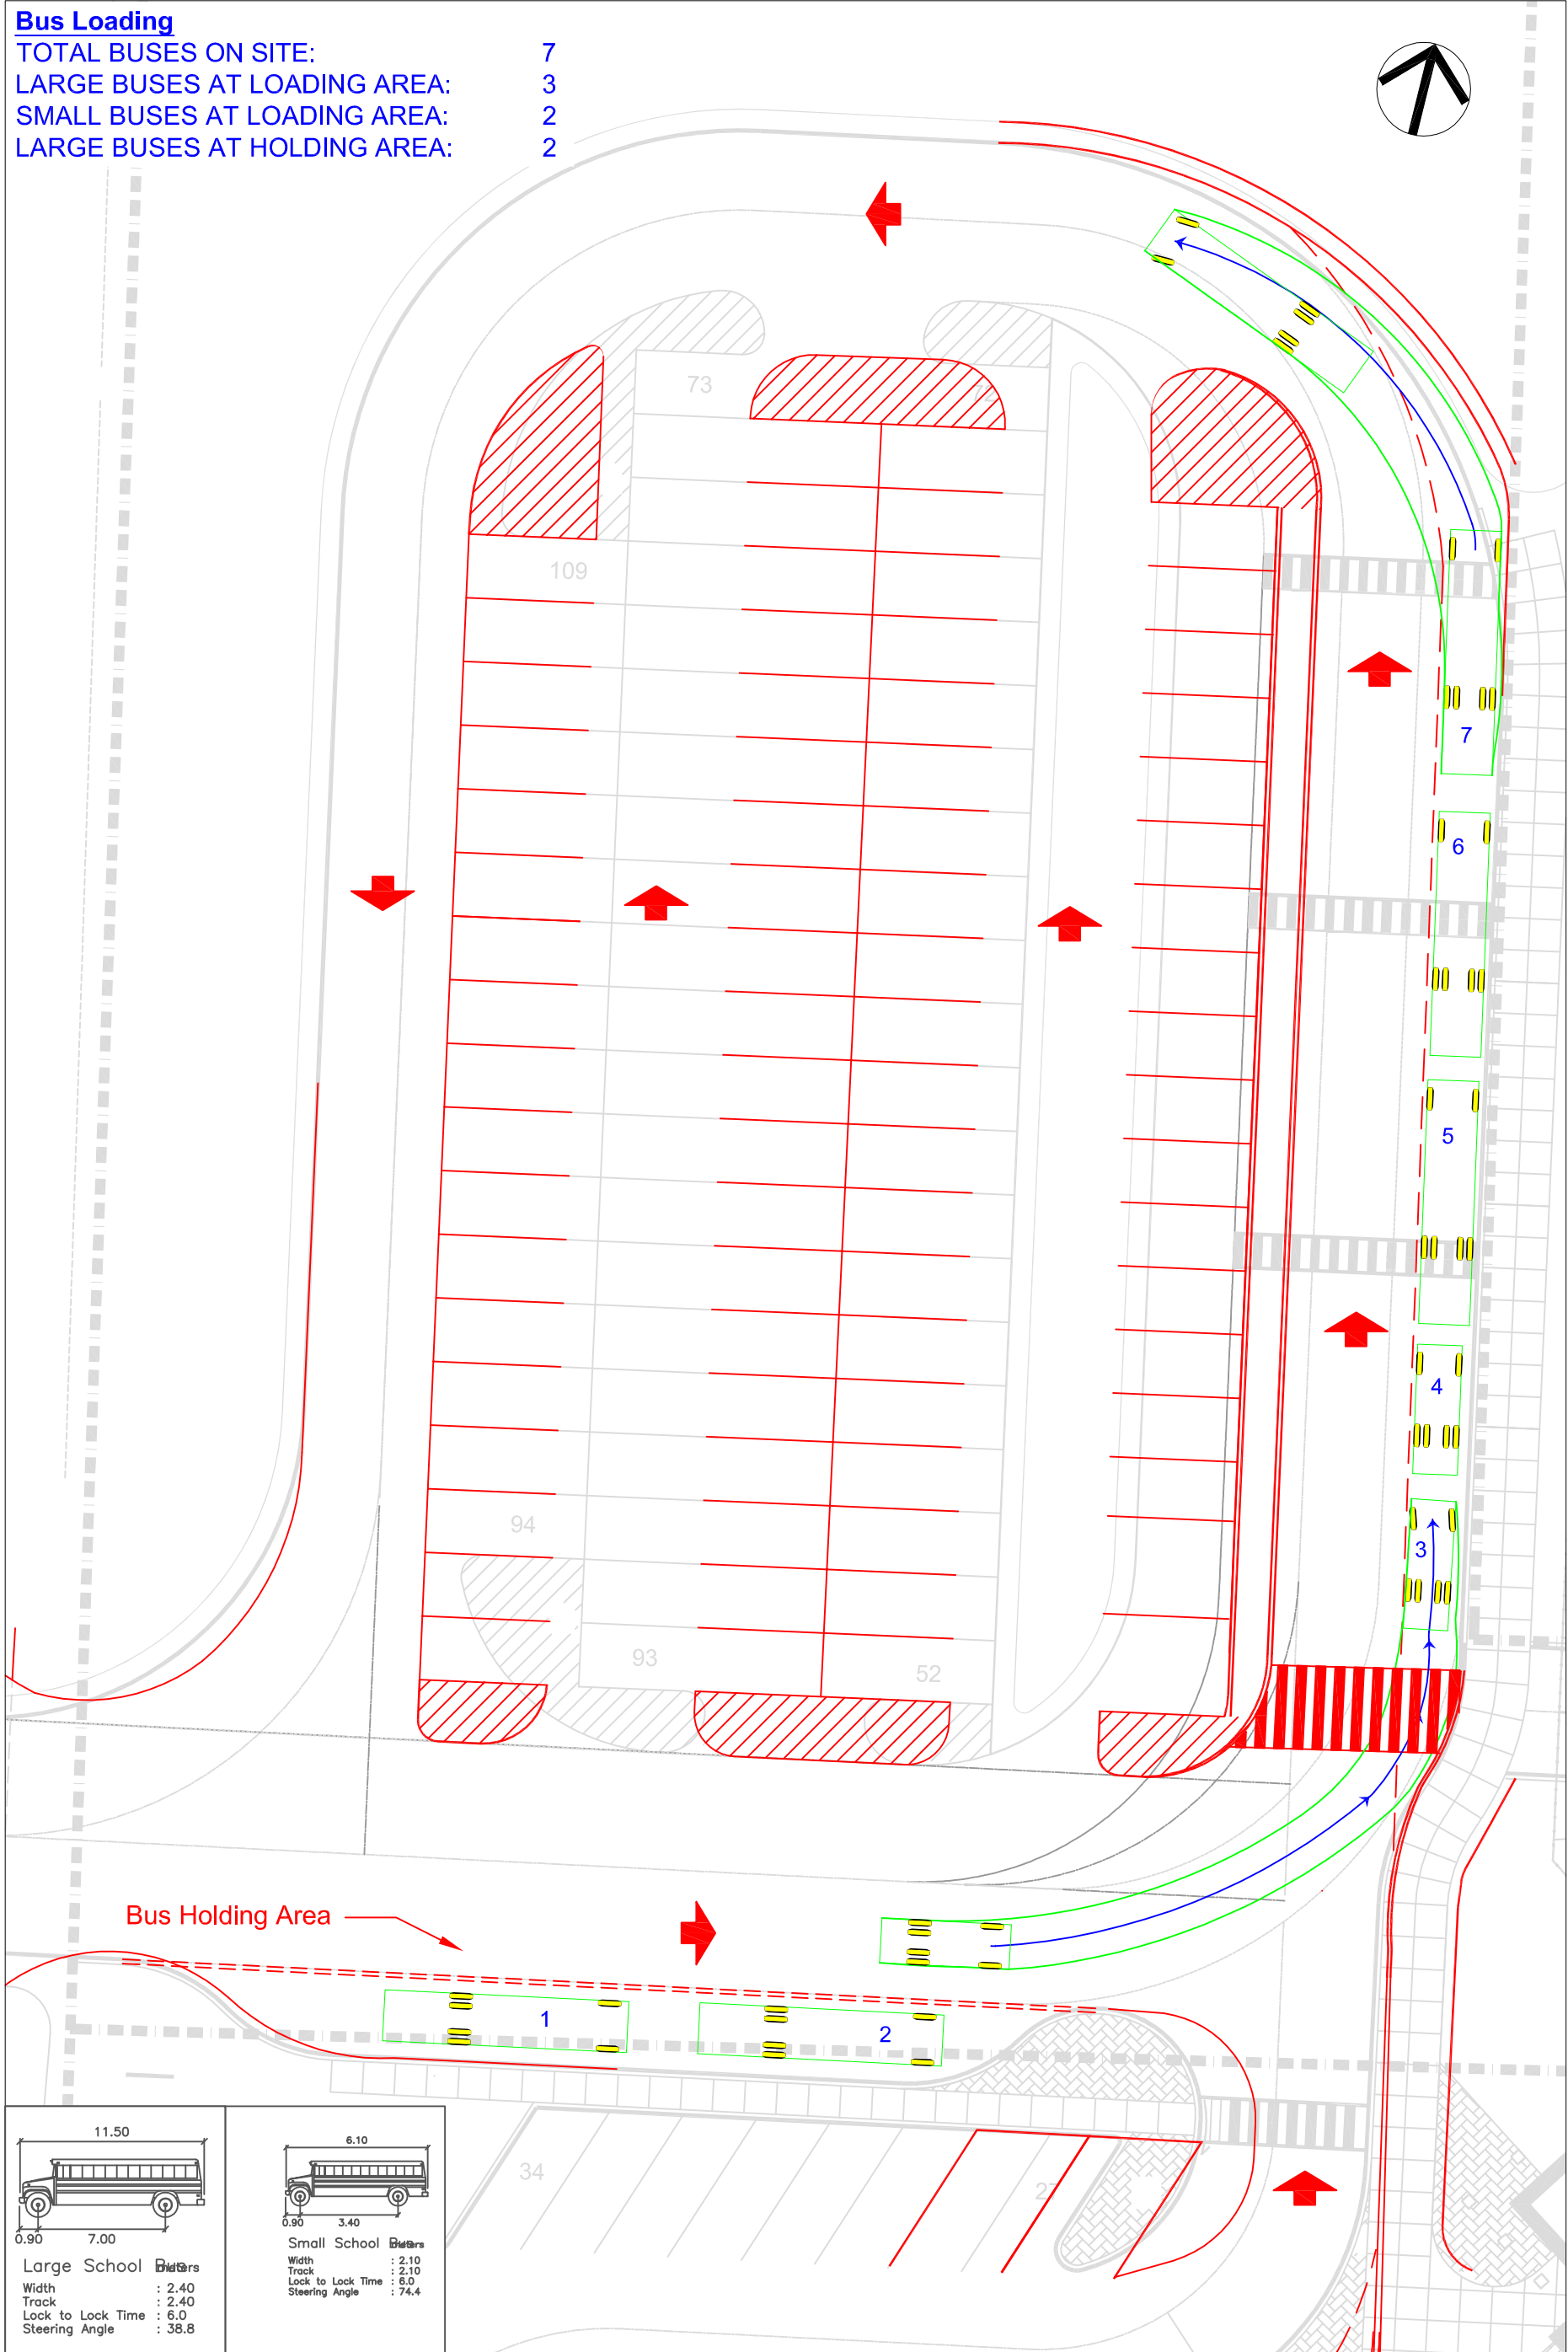 Bus Loading
TOTAL BUSES ON SITE: 7
LARGE BUSES AT LOADING AREA: 3
SMALL BUSES AT LOADING AREA: 2
LARGE BUSES AT HOLDING AREA: 2
73
72
109
7
6
5
4
94
3
93
52
Bus Holding Area
1
2
34
11.50
0.90
7.00
Large School Bus
meters
Width : 2.40
Track : 2.40
Lock to Lock Time : 6.0
Steering Angle : 38.8
6.10
0.90
3.40
Small School Bus
meters
Width : 2.10
Track : 2.10
Lock to Lock Time : 6.0
Steering Angle : 74.4